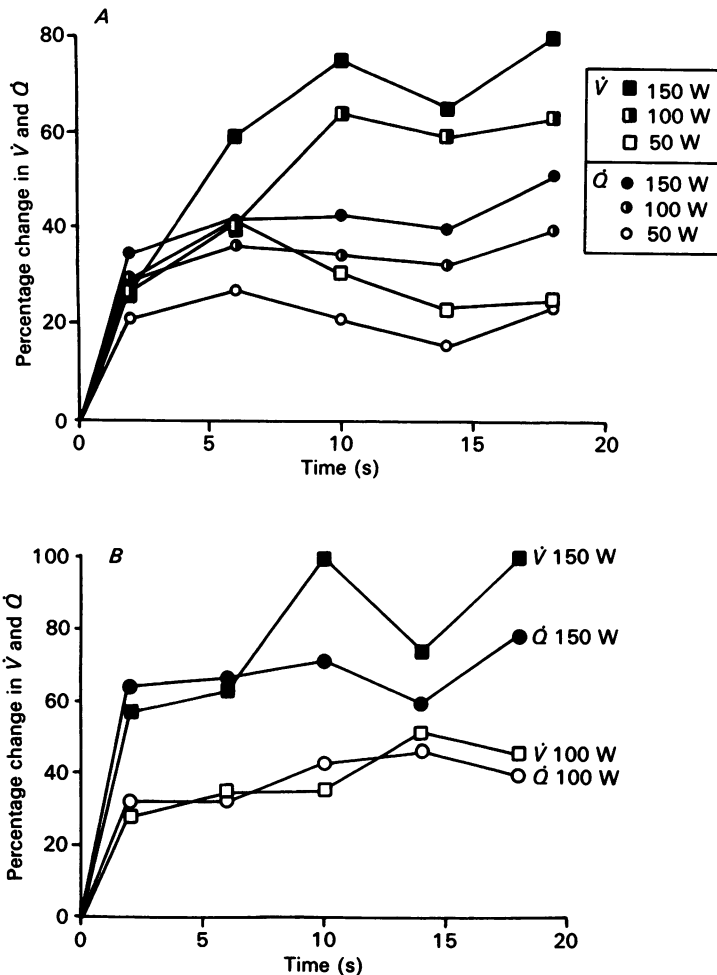 A
Percentage change in V̇ and Q̇
80
60
40
20
0
0 5 10 15 20
Time (s)
V̇ 150 W
100 W
50 W
Q̇ 150 W
100 W
50 W
B
Percentage change in V̇ and Q̇
100
80
60
40
20
0
V̇ 150 W
Q̇ 150 W
V̇ 100 W
Q̇ 100 W
0 5 10 15 20
Time (s)